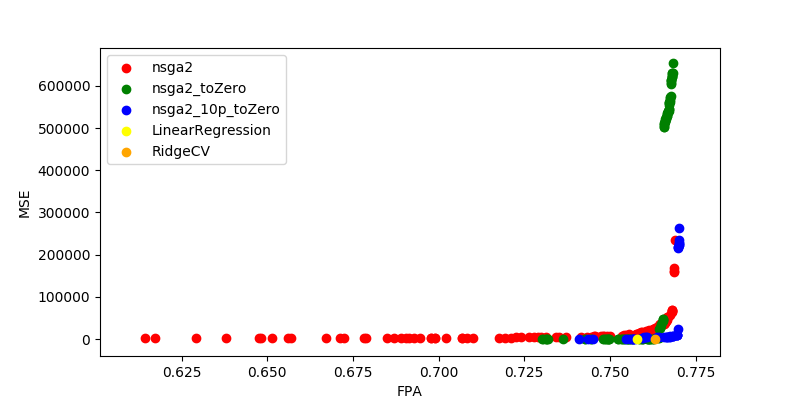 nsga2
nsga2_toZero
nsga2_10p_toZero
LinearRegression
RidgeCV
600000
500000
400000
300000
200000
100000
0
MSE
0.625
0.650
0.675
0.700
0.725
0.750
0.775
FPA